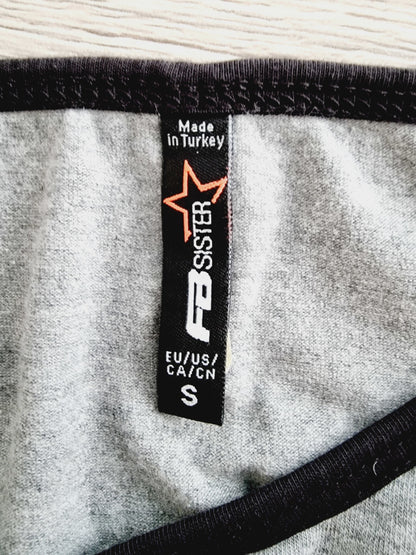 Made
in Turkey
FB SISTER
EU/US/
CA/CN
S